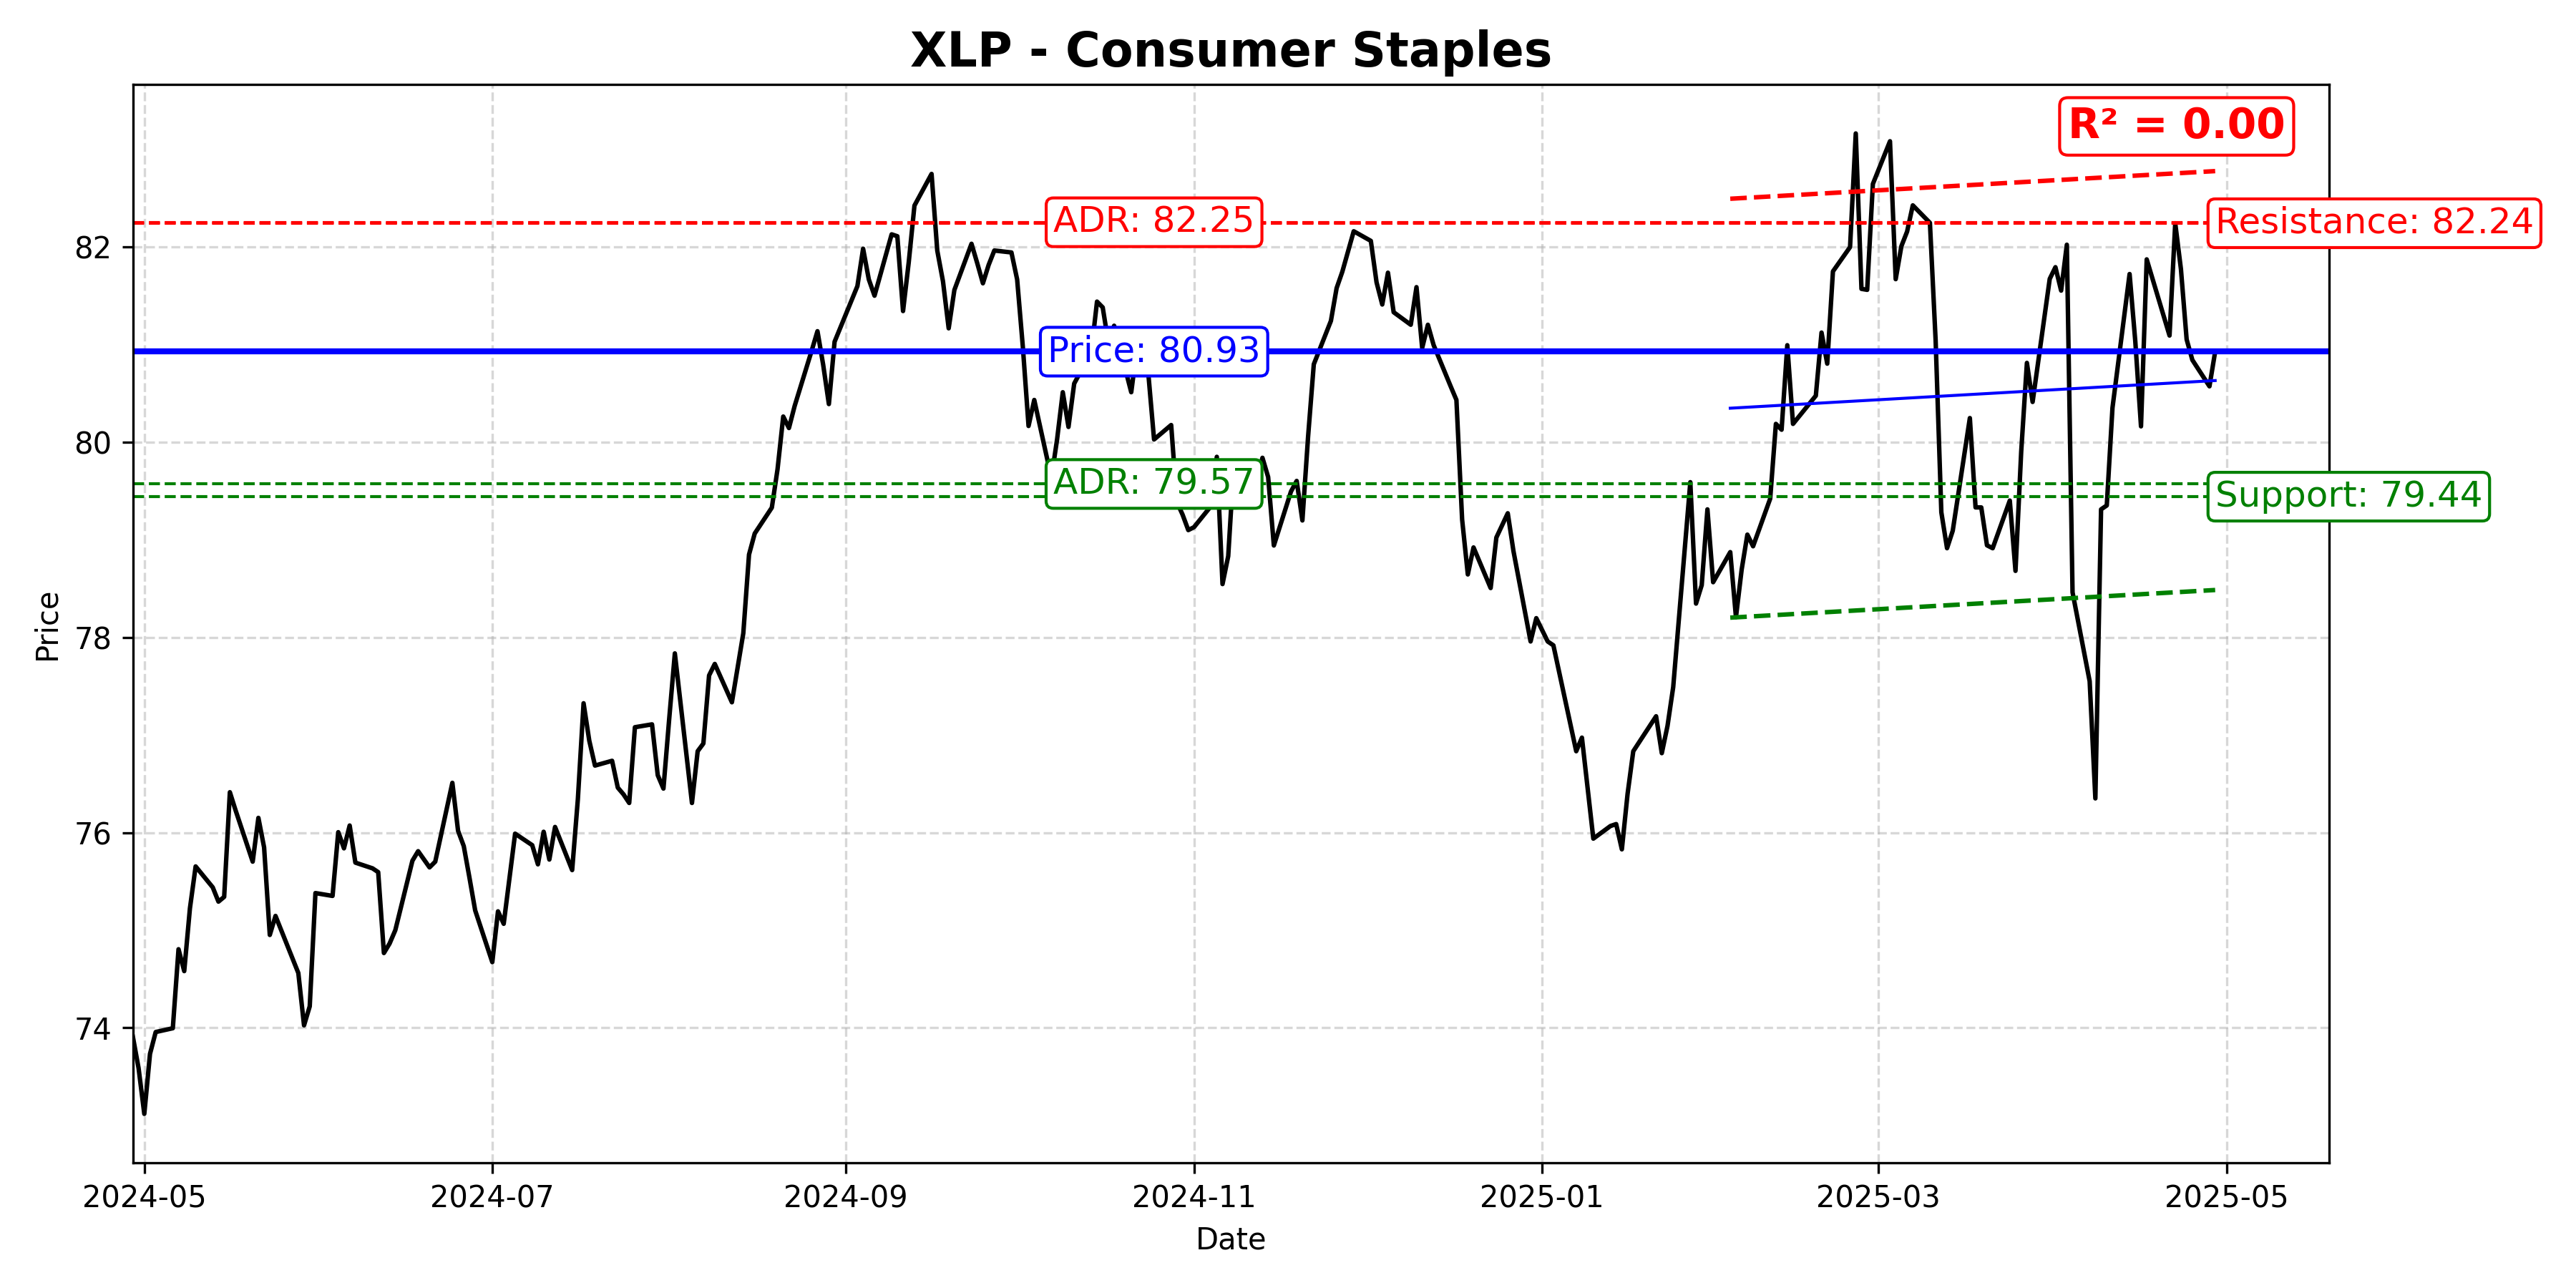 XLP - Consumer Staples
R² = 0.00
ADR: 82.25
Resistance: 82.24
Price: 80.93
ADR: 79.57
Support: 79.44
Price
82
80
78
76
74
2024-05
2024-07
2024-09
2024-11
2025-01
2025-03
2025-05
Date